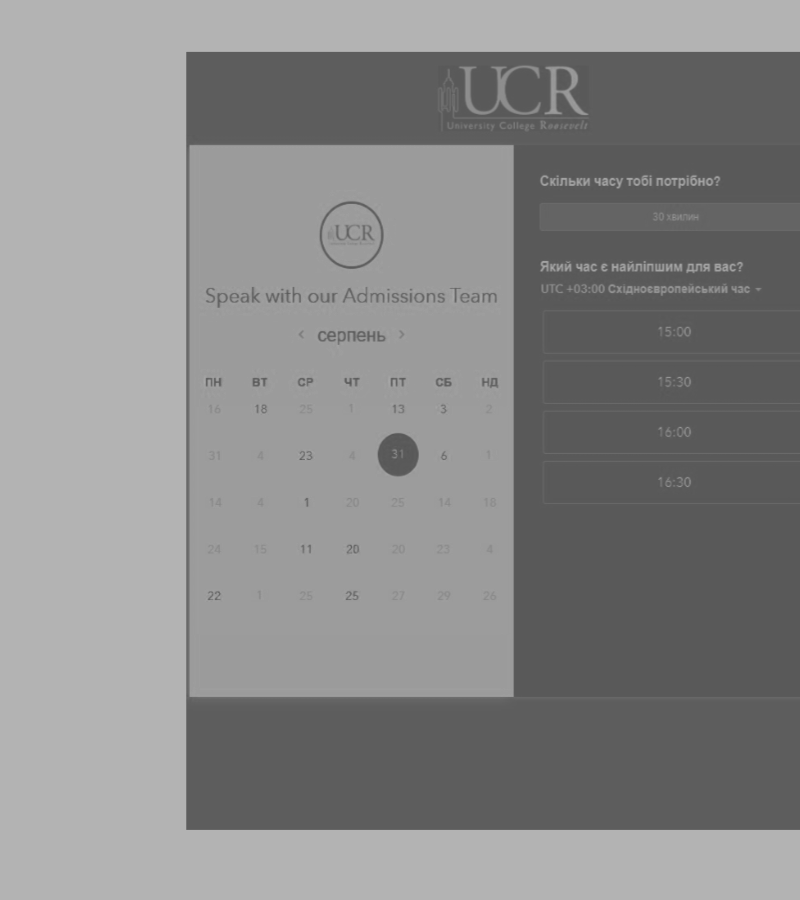 UCR
University College Roosevelt
UCR
Speak with our Admissions Team
‹ серпень ›
ПН ВТ СР ЧТ ПТ СБ НД
16 18 25 1 13 3 2
31 4 23 4 31 6 1
14 4 1 20 25 14 18
24 15 11 20 20 23 4
22 1 25 25 27 29 26
Скільки часу тобі потрібно?
30 хвилин
Який час є найліпшим для вас?
UTC +03:00 Східноєвропейський час
15:00
15:30
16:00
16:30